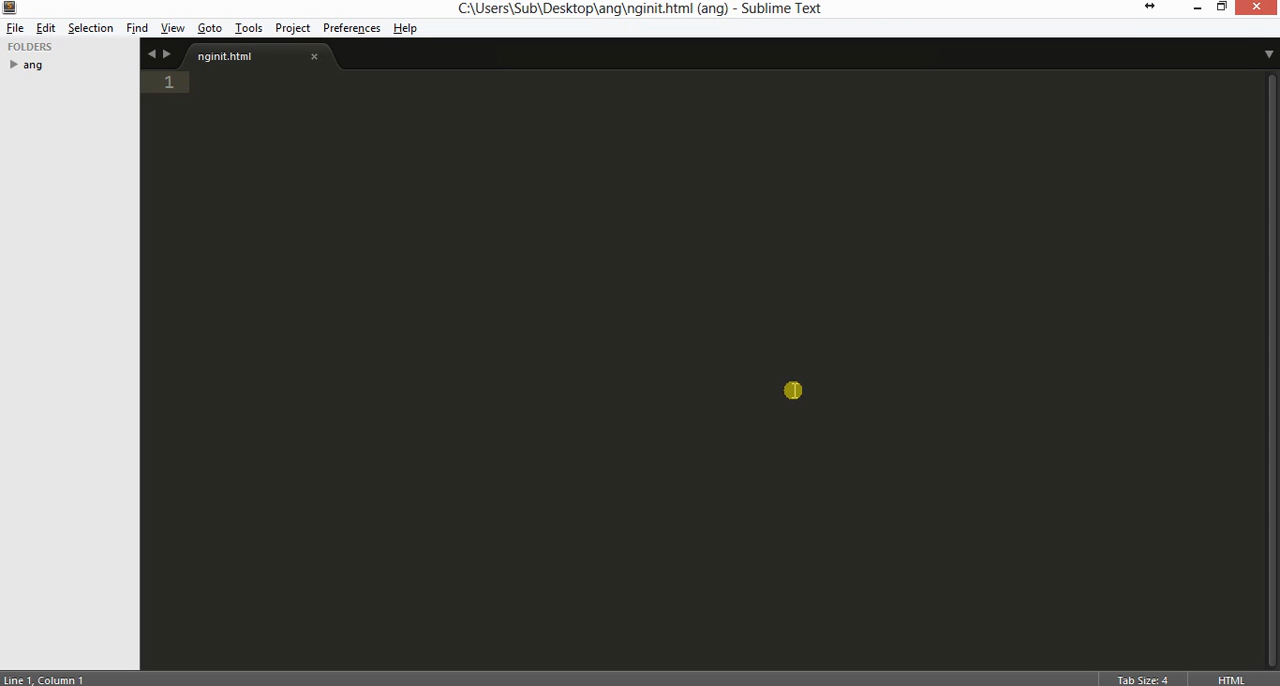 C:\Users\Sub\Desktop\ang\nginit.html (ang) - Sublime Text
File Edit Selection Find View Goto Tools Project Preferences Help
FOLDERS
ang
nginit.html
1
Line 1, Column 1
Tab Size: 4
HTML